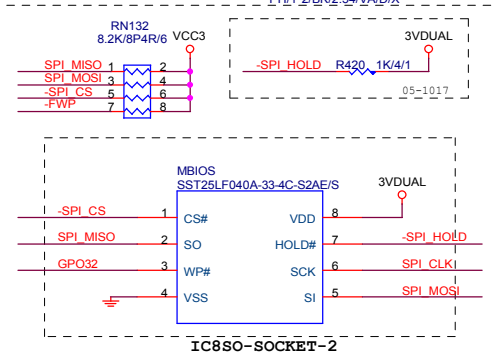 RN132
8.2K/8P4R/6 VCC3
SPI_MISO 1 2
SPI_MOSI 3 4
-SPI_CS 5 6
-FWP 7 8
3VDUAL
-SPI_HOLD R420 1K/4/1
05-1017
MBIOS
SST25LF040A-33-4C-S2AE/S
3VDUAL
-SPI_CS 1 CS# VDD 8
SPI_MISO 2 SO HOLD# 7 -SPI_HOLD
GPO32 3 WP# SCK 6 SPI_CLK
4 VSS SI 5 SPI_MOSI
IC8SO-SOCKET-2